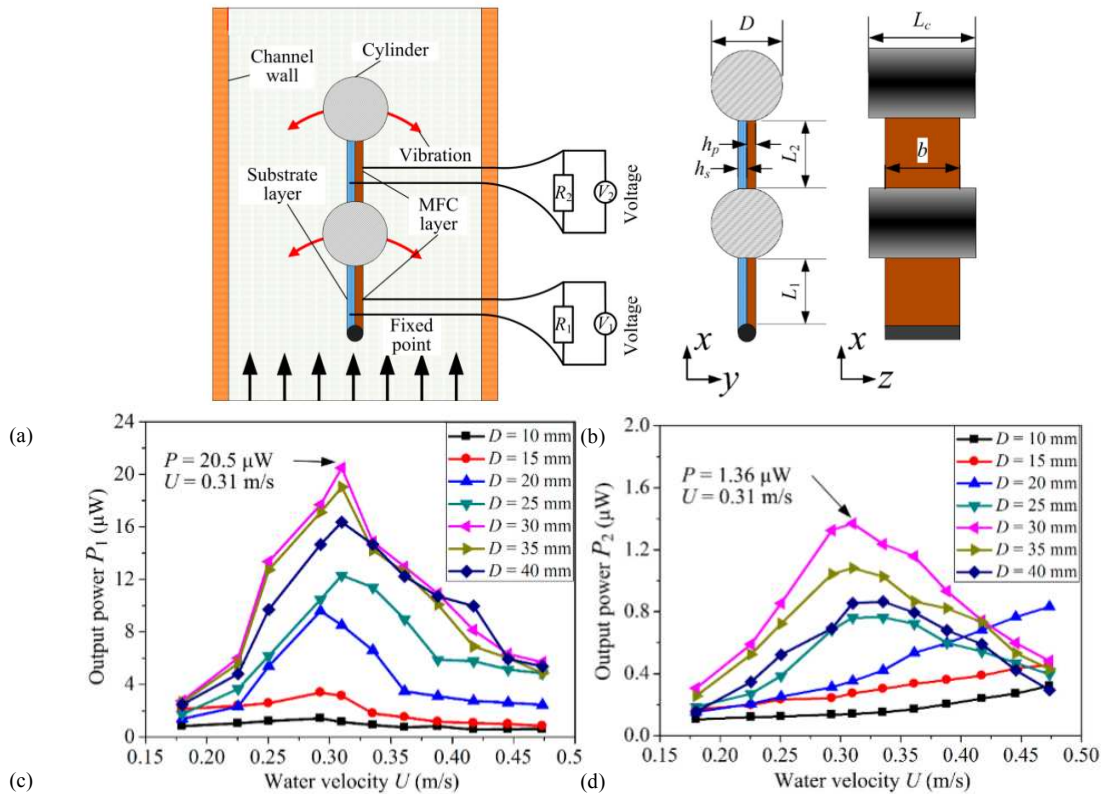 Channel
wall
Cylinder
Vibration
Substrate
layer
MFC
layer
Fixed
point
R₂
V₂
Voltage
R₁
V₁
Voltage
D
L_c
h_p
h_s
L₂
b
L₁
x
y
x
z
(a)
(b)
24
20
16
12
8
4
0
Output power P₁ (μW)
P = 20.5 μW
U = 0.31 m/s
D = 10 mm
D = 15 mm
D = 20 mm
D = 25 mm
D = 30 mm
D = 35 mm
D = 40 mm
0.15 0.20 0.25 0.30 0.35 0.40 0.45 0.5
Water velocity U (m/s)
(c)
2.0
1.6
1.2
0.8
0.4
0.0
Output power P₂ (μW)
P = 1.36 μW
U = 0.31 m/s
D = 10 mm
D = 15 mm
D = 20 mm
D = 25 mm
D = 30 mm
D = 35 mm
D = 40 mm
0.15 0.20 0.25 0.30 0.35 0.40 0.45 0.50
Water velocity U (m/s)
(d)